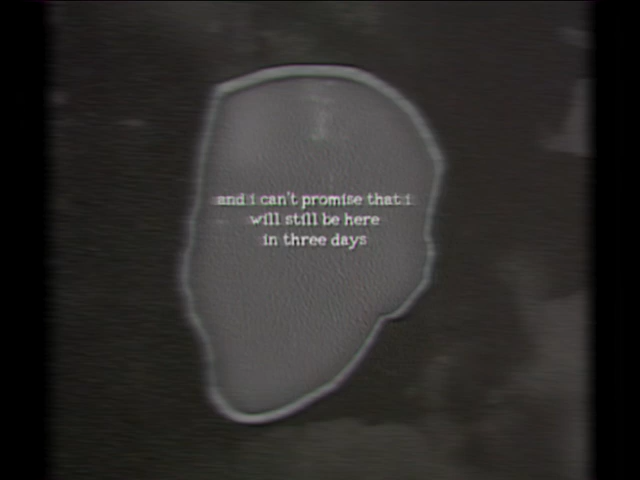 and i can't promise that i
will still be here
in three days